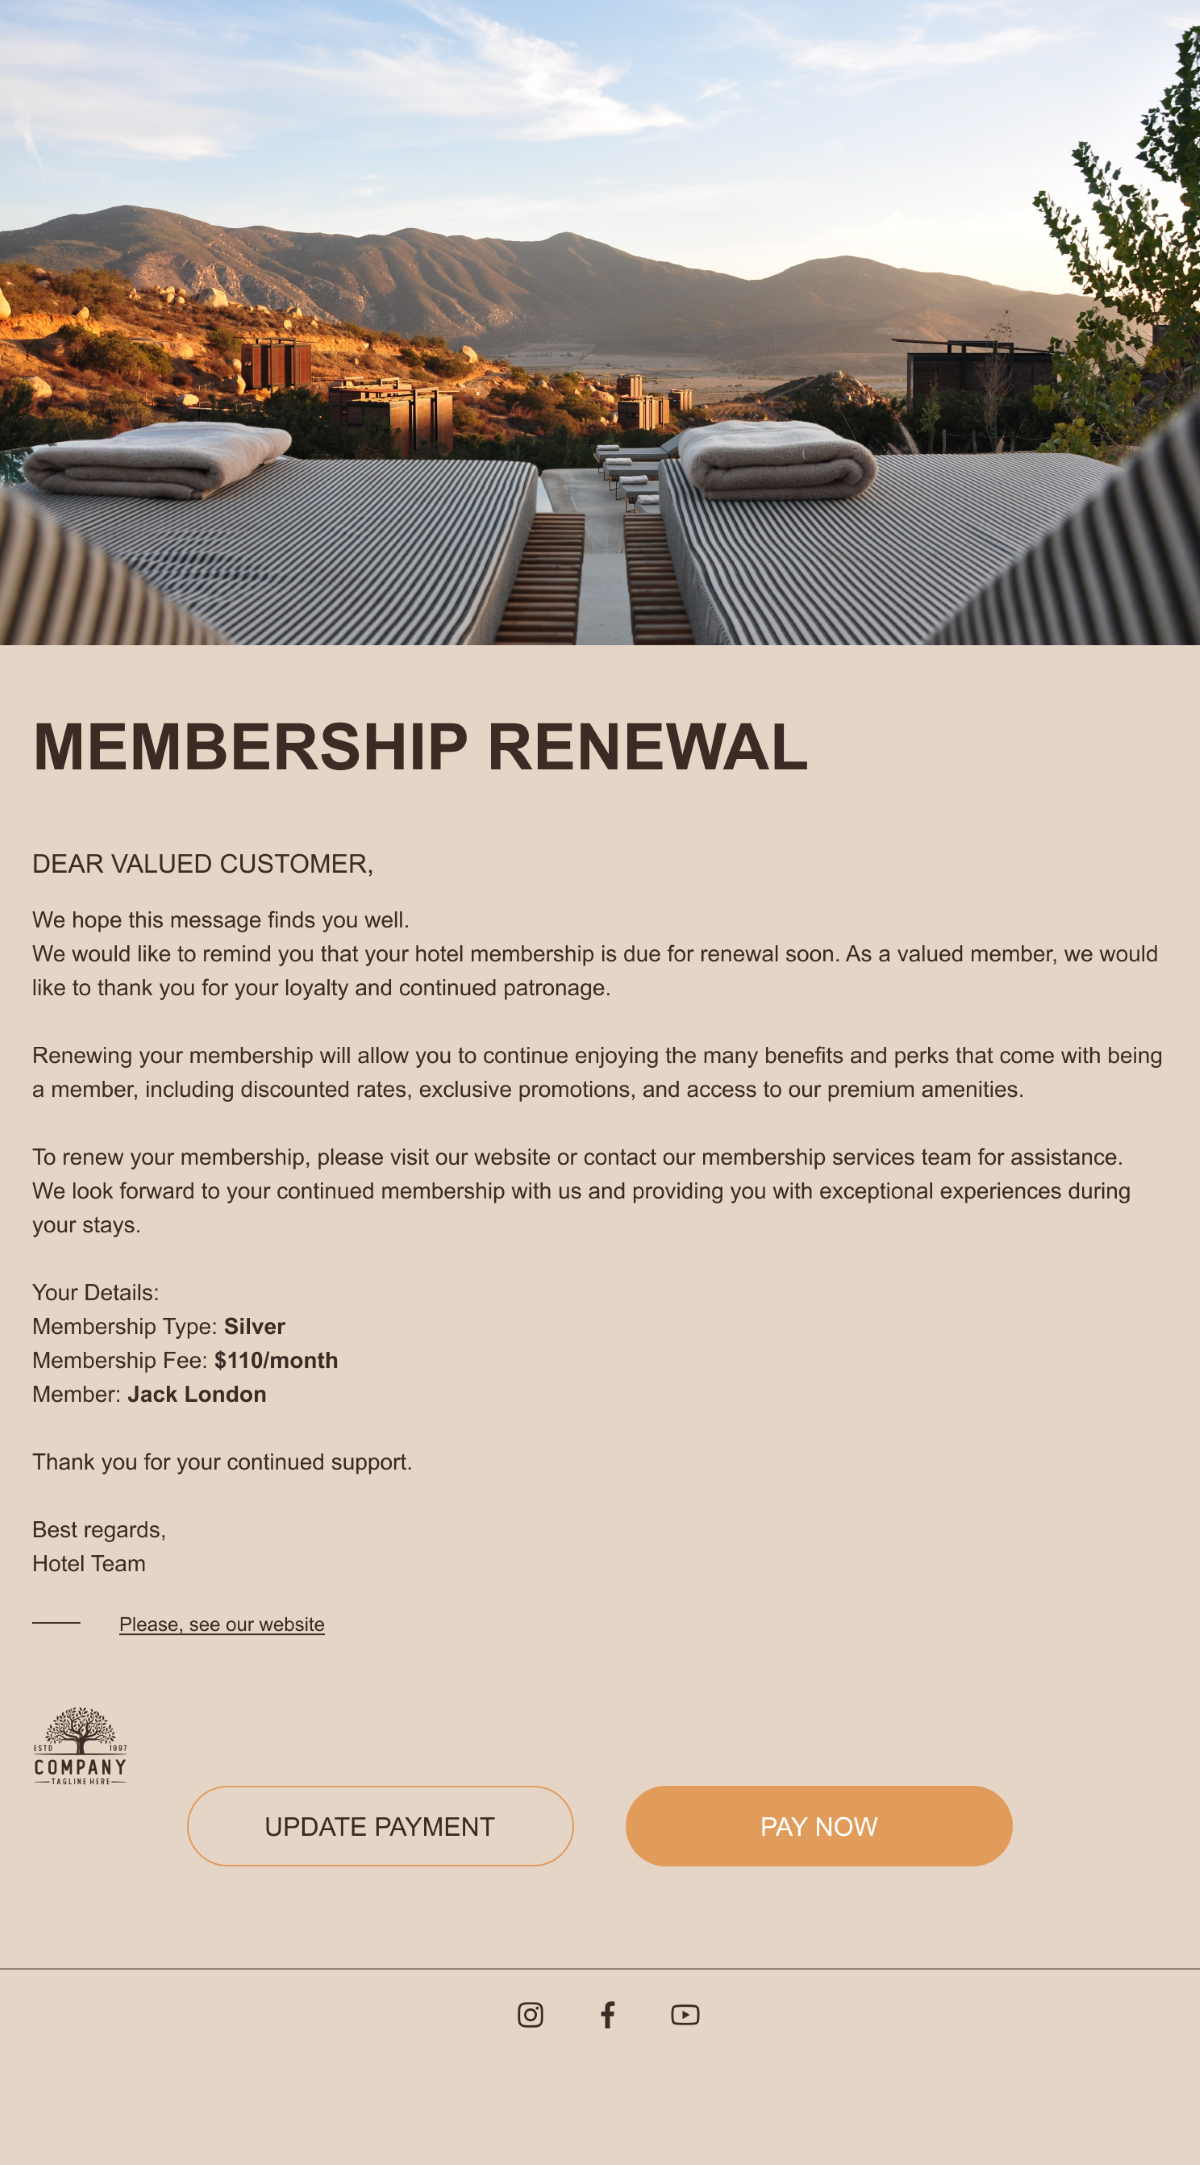 MEMBERSHIP RENEWAL
DEAR VALUED CUSTOMER,
We hope this message finds you well.
We would like to remind you that your hotel membership is due for renewal soon. As a valued member, we would
like to thank you for your loyalty and continued patronage.
Renewing your membership will allow you to continue enjoying the many benefits and perks that come with being
a member, including discounted rates, exclusive promotions, and access to our premium amenities.
To renew your membership, please visit our website or contact our membership services team for assistance.
We look forward to your continued membership with us and providing you with exceptional experiences during
your stays.
Your Details:
Membership Type: Silver
Membership Fee: $110/month
Member: Jack London
Thank you for your continued support.
Best regards,
Hotel Team
Please, see our website
ESTD 1997
COMPANY
TAGLINE HERE
UPDATE PAYMENT
PAY NOW